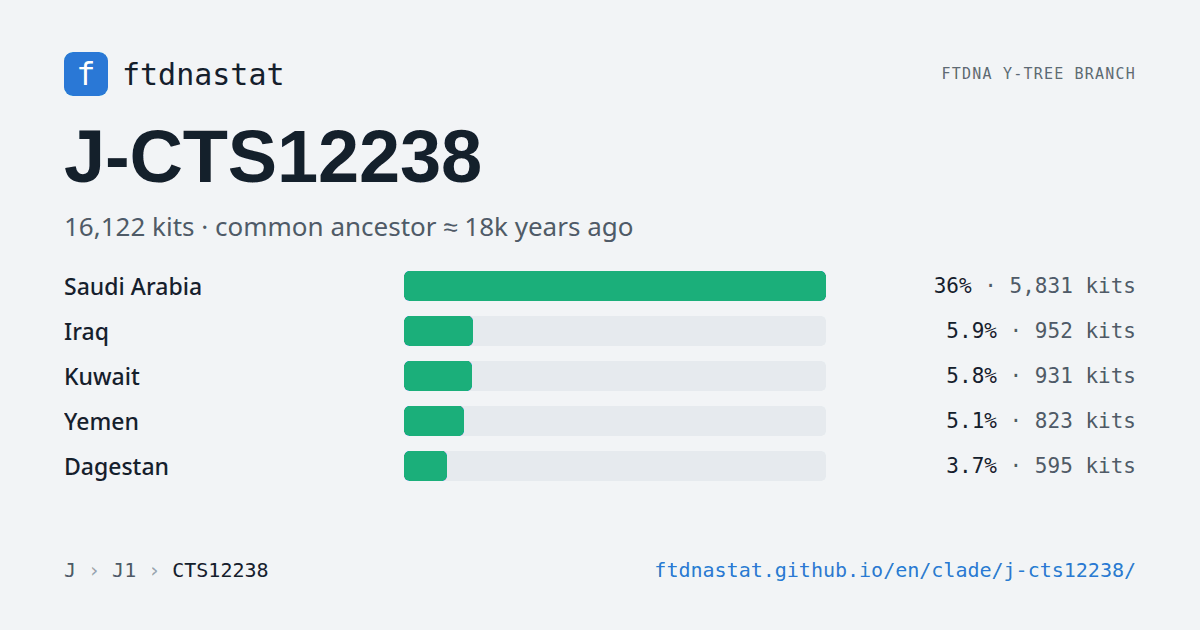 f ftdnastat
FTDNA Y-TREE BRANCH
J-CTS12238
16,122 kits · common ancestor ≈ 18k years ago
Saudi Arabia 36% · 5,831 kits
Iraq 5.9% · 952 kits
Kuwait 5.8% · 931 kits
Yemen 5.1% · 823 kits
Dagestan 3.7% · 595 kits
J › J1 › CTS12238
ftdnastat.github.io/en/clade/j-cts12238/